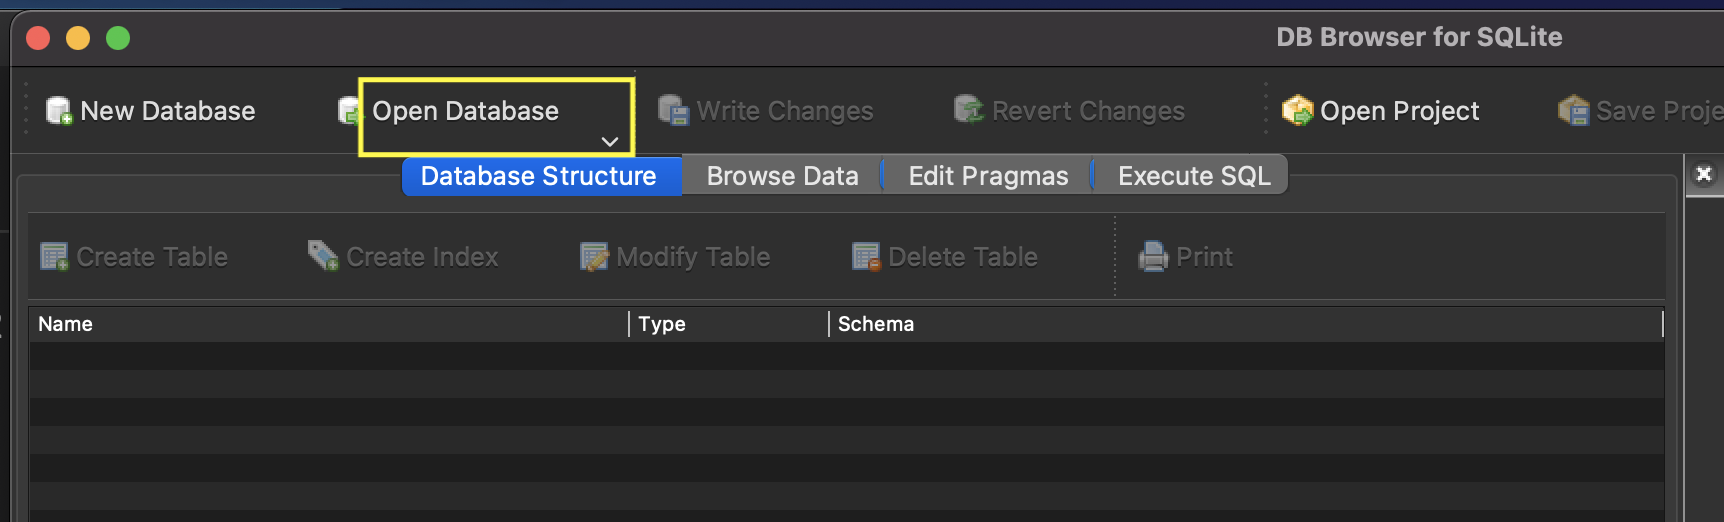 DB Browser for SQLite
New Database Open Database Write Changes Revert Changes Open Project Save Proje
Database Structure Browse Data Edit Pragmas Execute SQL
Create Table Create Index Modify Table Delete Table Print
Name Type Schema